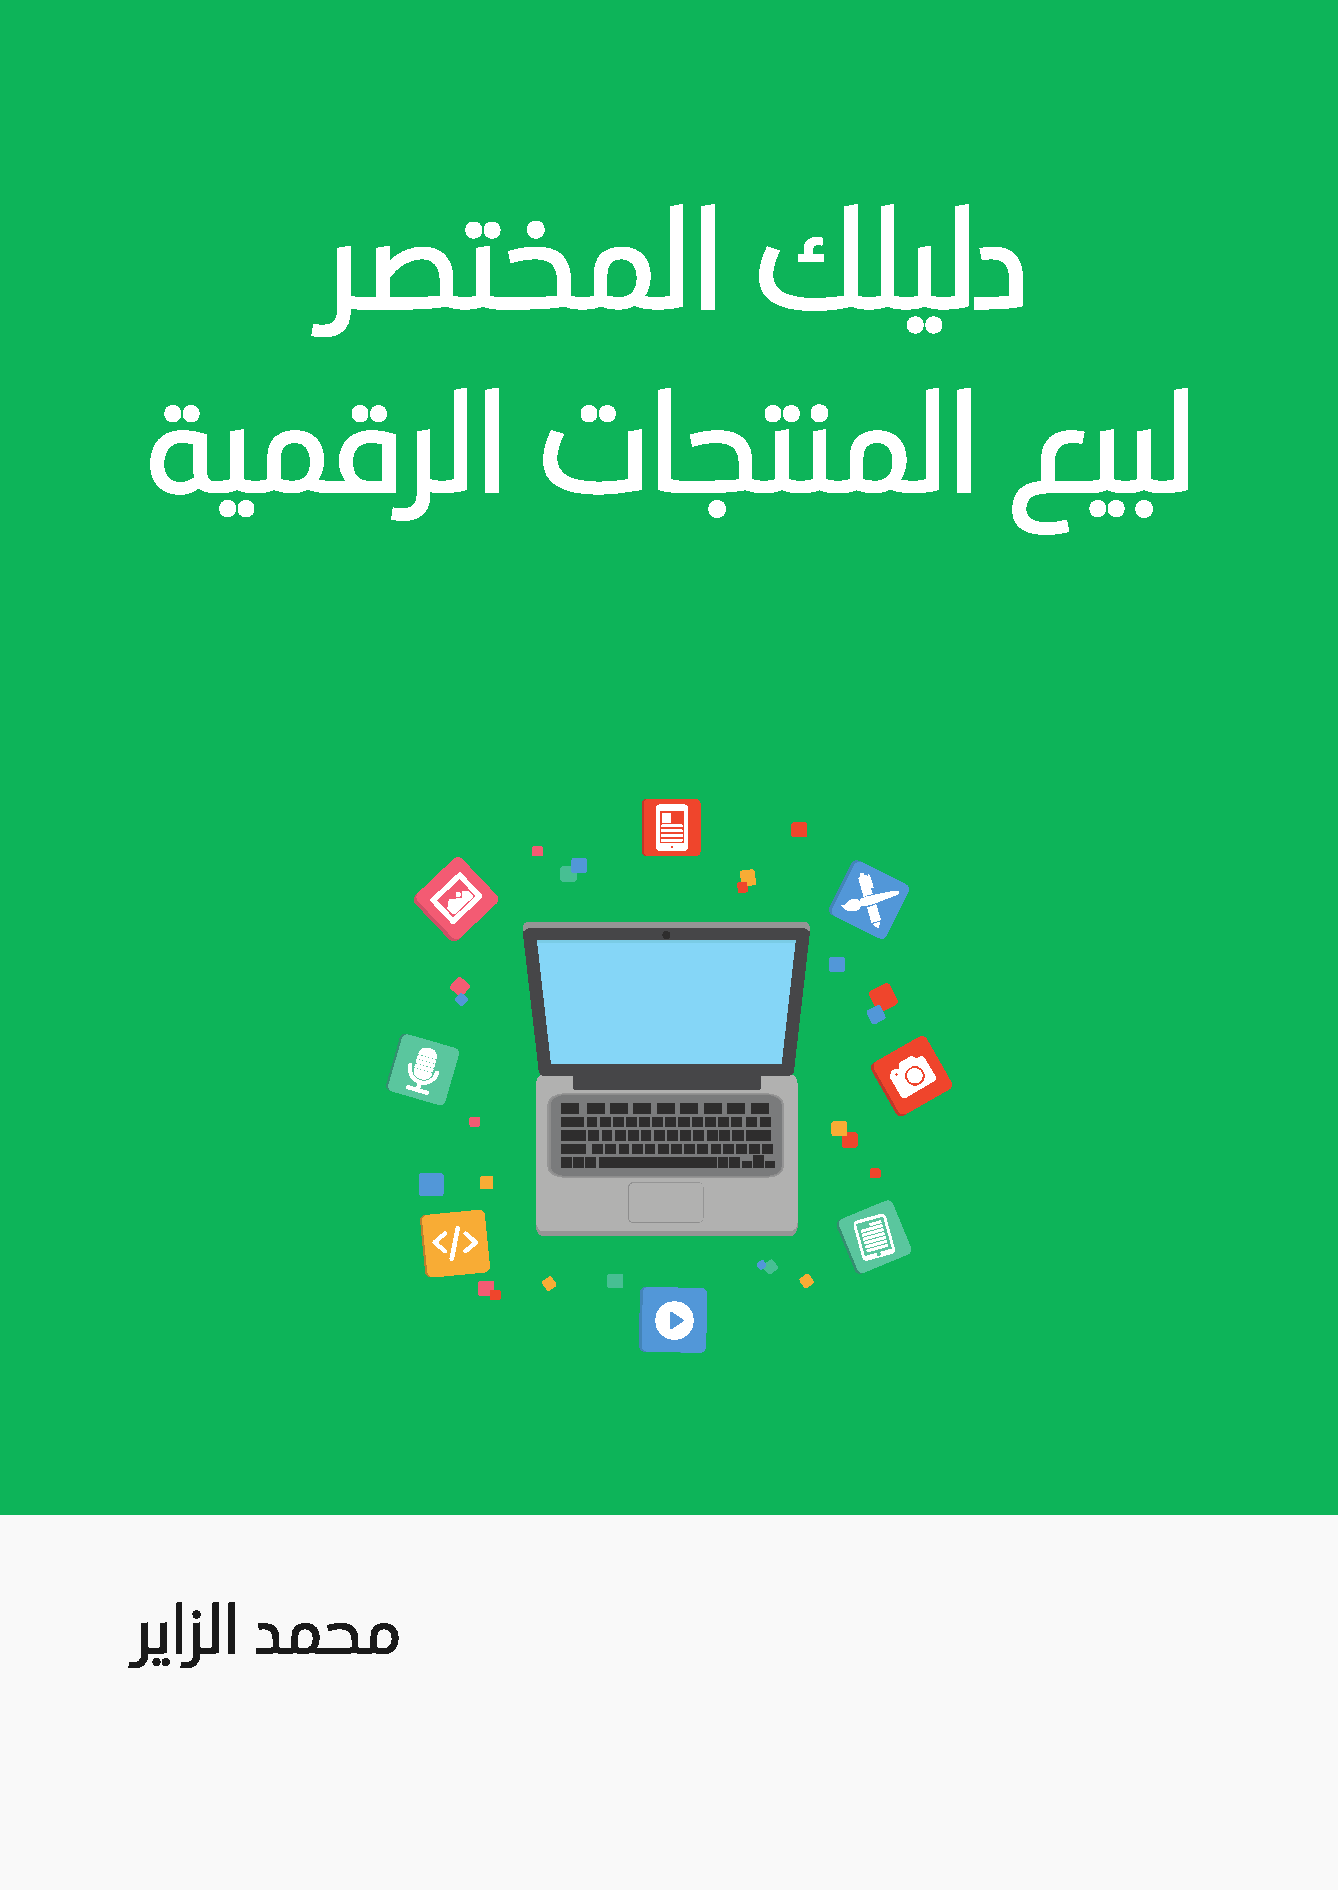 دليلك المختصر
لبيع المنتجات الرقمية
محمد الزاير